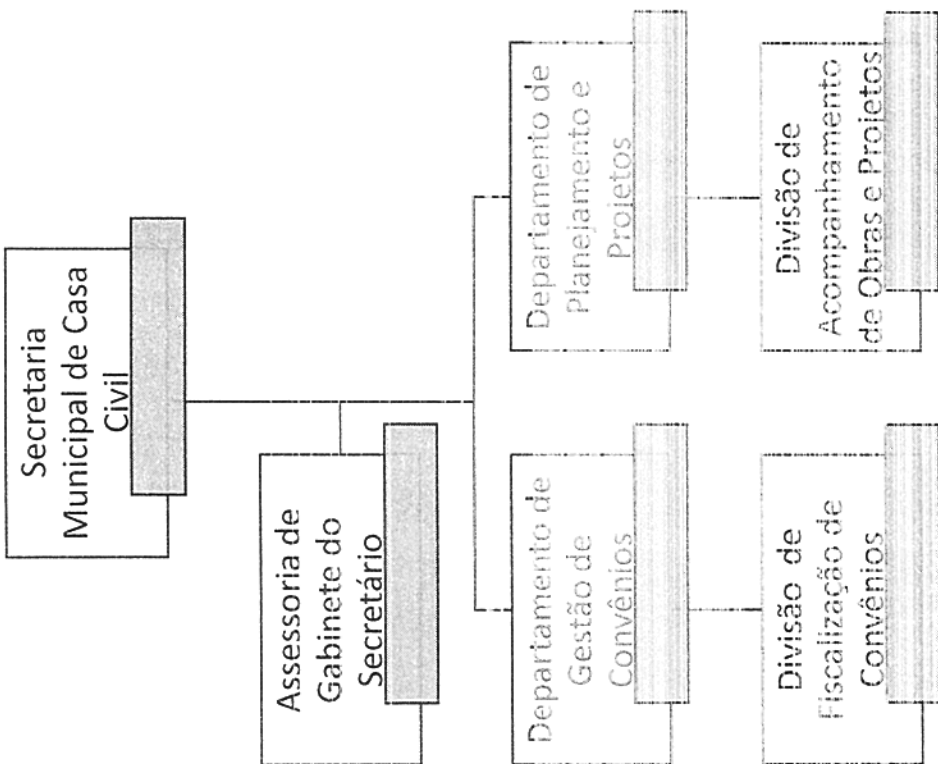 Secretaria
Municipal de Casa
Civil
Assessoria de
Gabinete do
Secretário
Departamento de
Gestão de
Convênios
Departamento de
Planejamento e
Projetos
Divisão de
Fiscalização de
Convênios
Divisão de
Acompanhamento
de Obras e Projetos